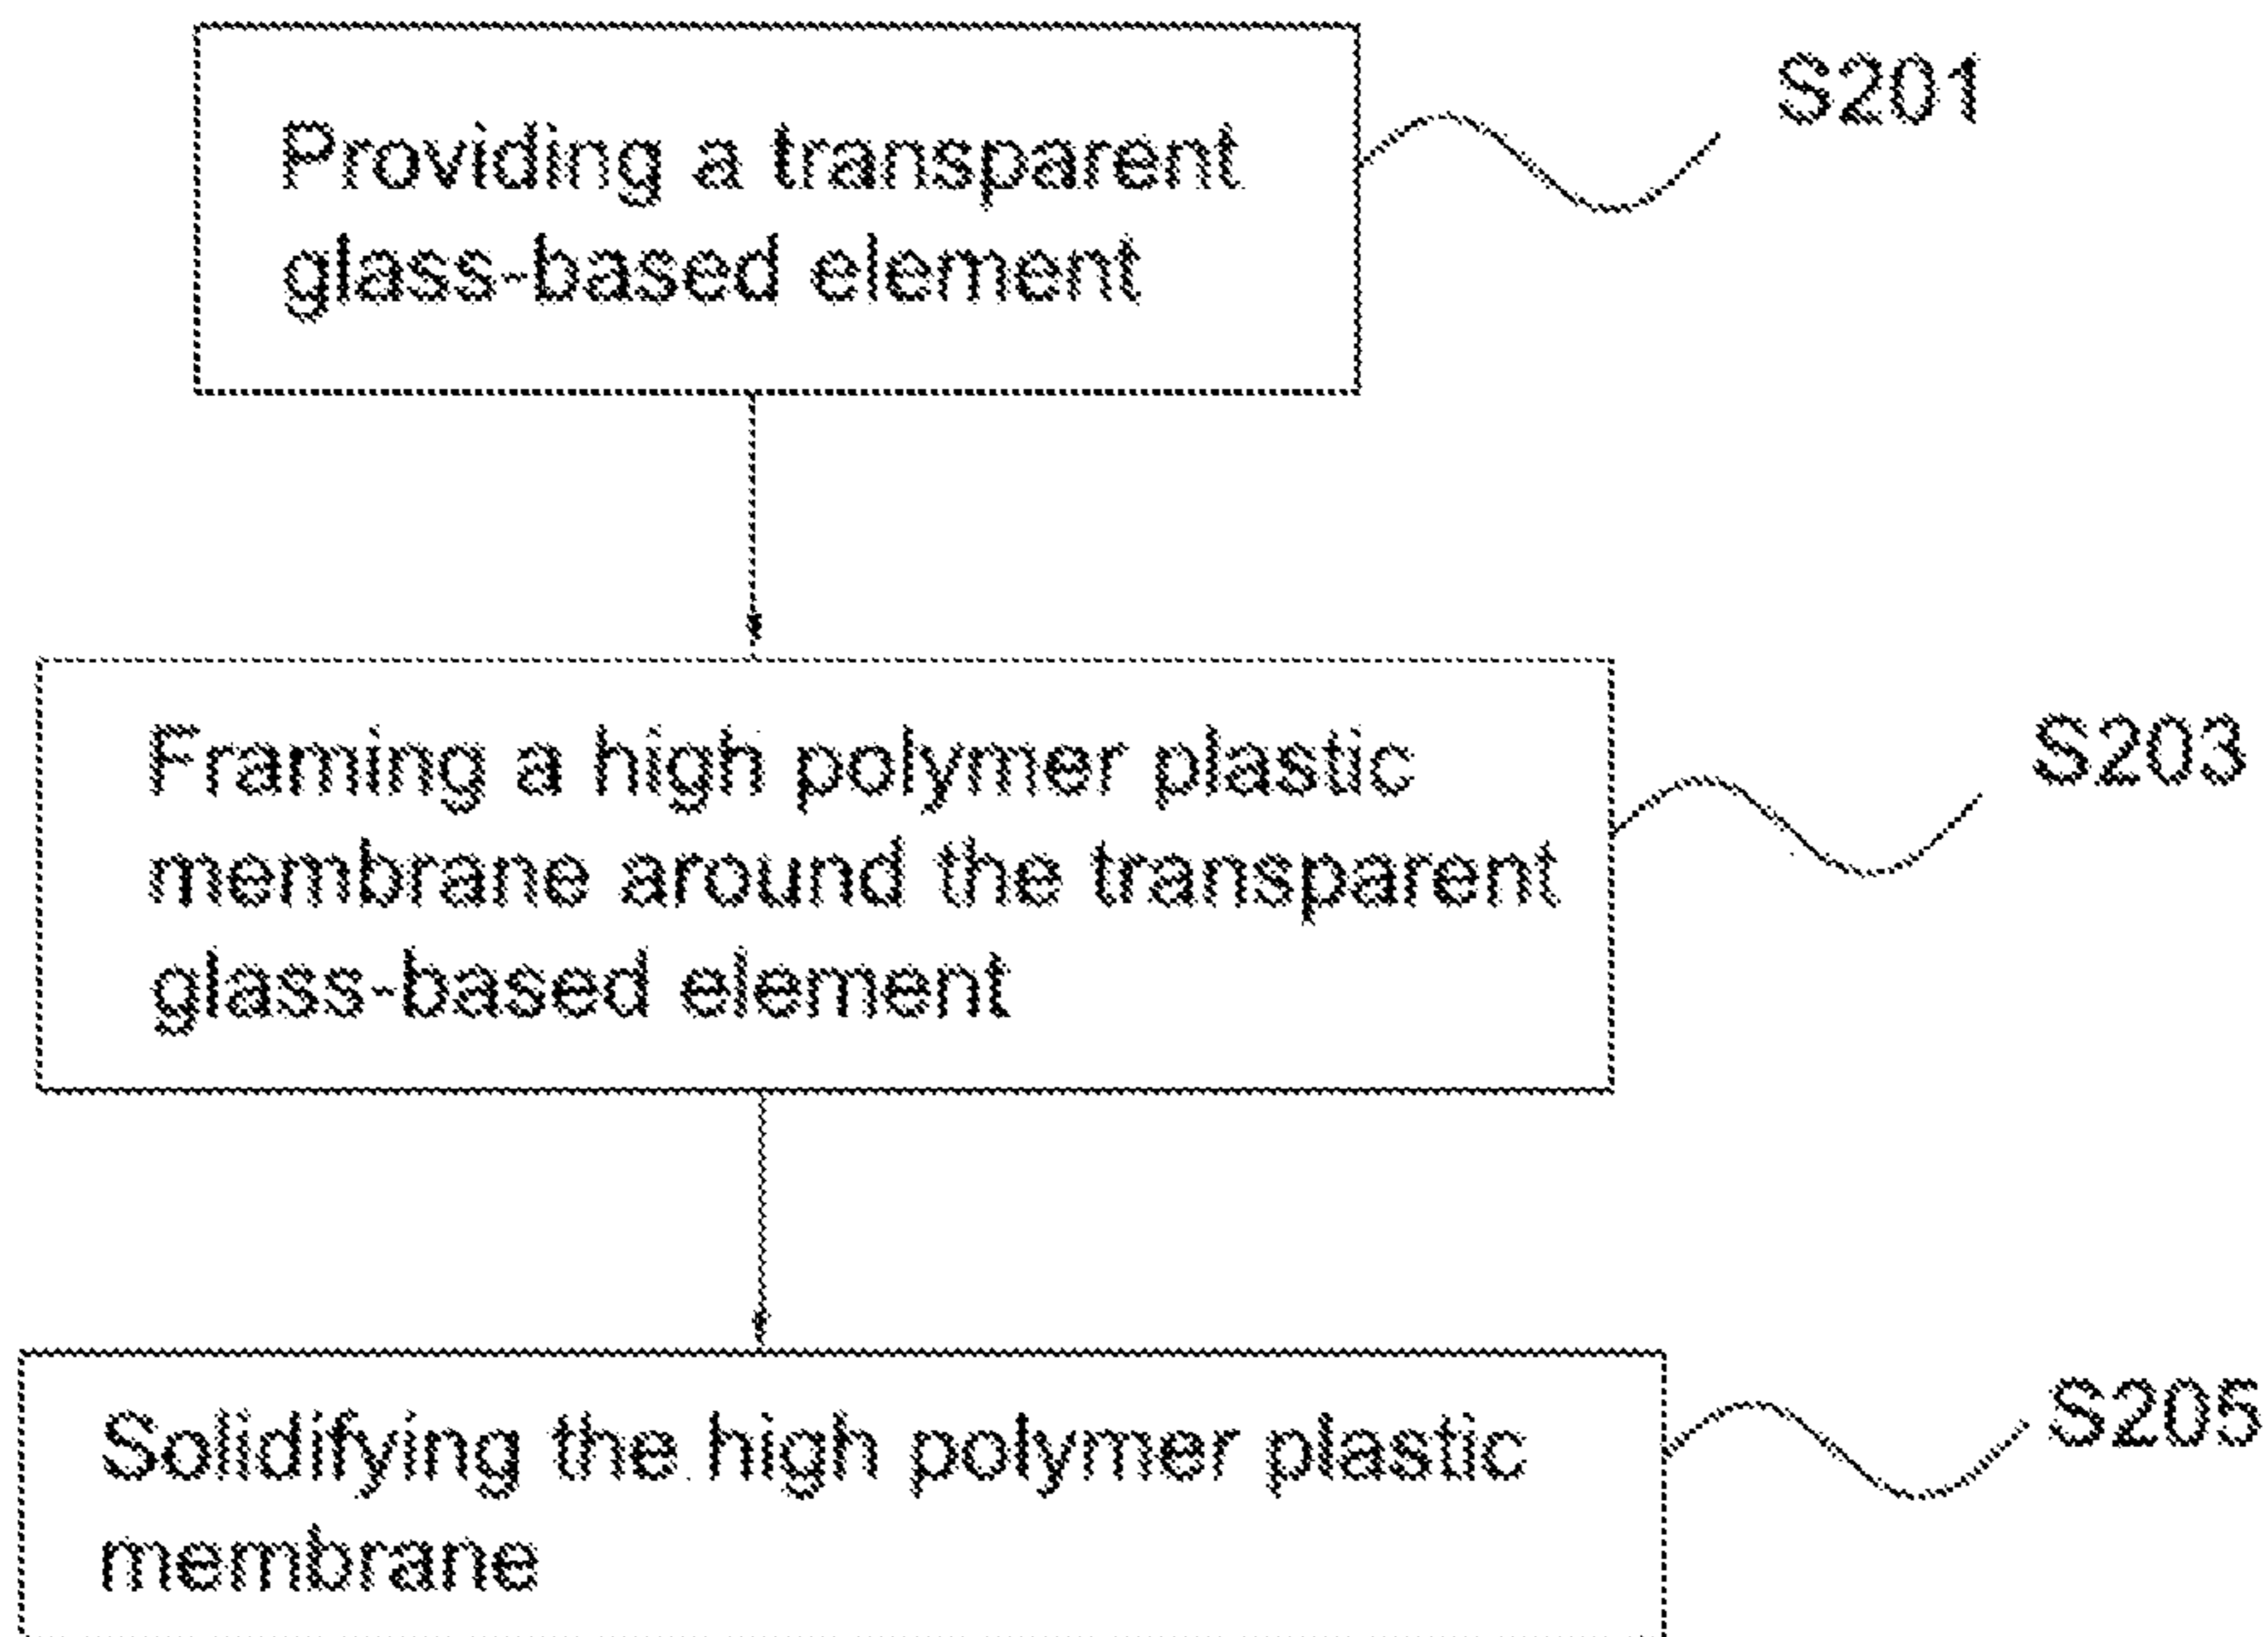 Providing a transparent
glass-based element
S201
Framing a high polymer plastic
membrane around the transparent
glass-based element
S203
Solidifying the high polymer plastic
membrane
S205